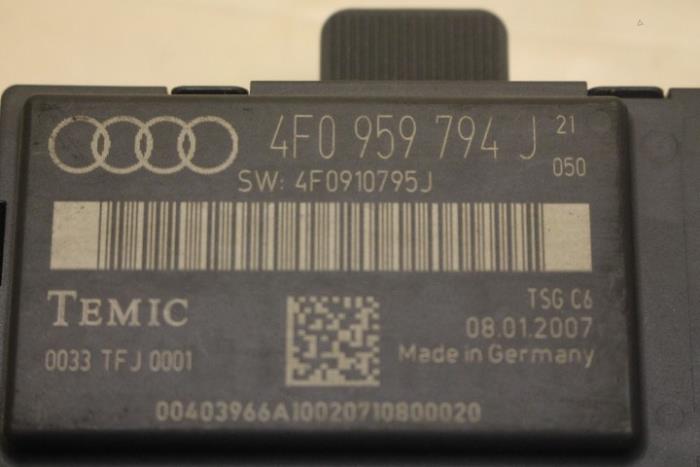 4F0 959 794 J 21
050
SW: 4F0910795J
TEMIC
TSG C6
08.01.2007
0033 TFJ 0001
Made in Germany
00403966A10020710800020